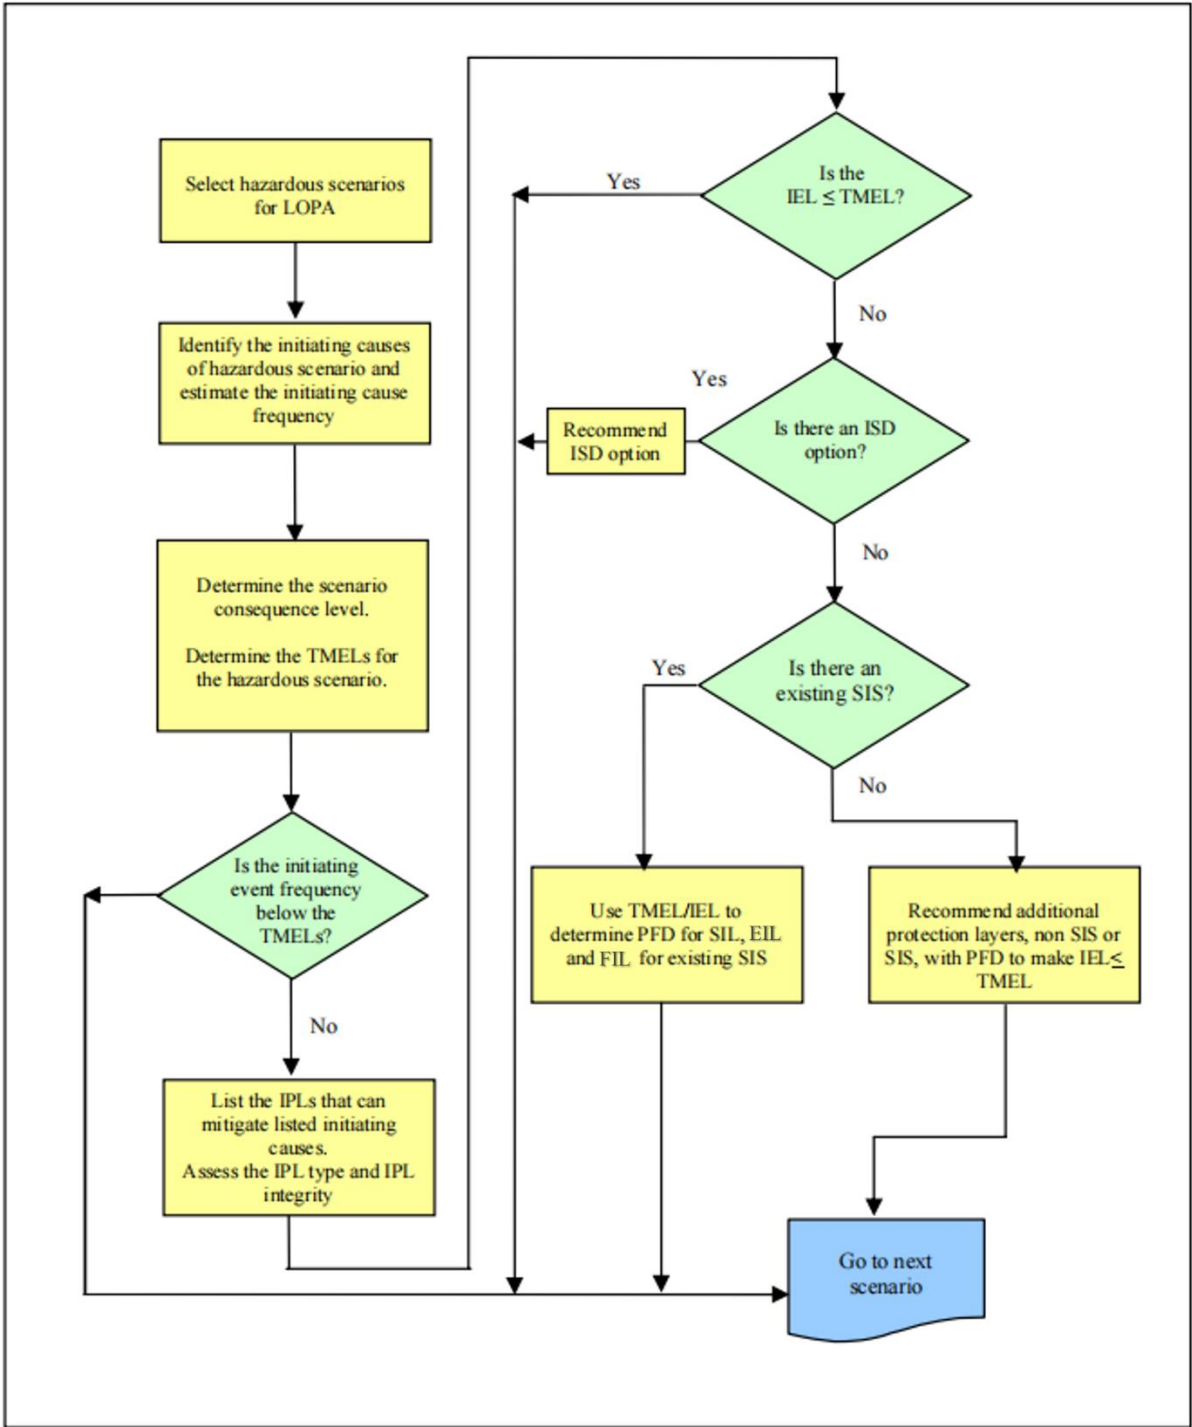 Select hazardous scenarios
for LOPA
Identify the initiating causes
of hazardous scenario and
estimate the initiating cause
frequency
Determine the scenario
consequence level.
Determine the TMELs for
the hazardous scenario.
Is the initiating
event frequency
below the
TMELs?
No
List the IPLs that can
mitigate listed initiating
causes.
Assess the IPL type and IPL
integrity
Is the
IEL ≤ TMEL?
Yes
No
Is there an ISD
option?
Yes
Recommend
ISD option
No
Is there an
existing SIS?
Yes
No
Use TMEL/IEL to
determine PFD for SIL, EIL
and FIL for existing SIS
Recommend additional
protection layers, non SIS or
SIS, with PFD to make IEL≤
TMEL
Go to next
scenario